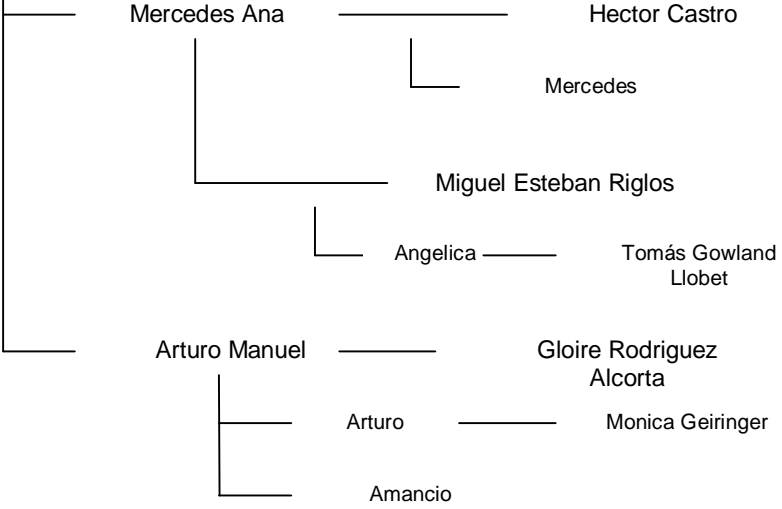 Mercedes Ana Hector Castro
Mercedes
Miguel Esteban Riglos
Angelica Tomás Gowland
Llobet
Arturo Manuel Gloire Rodriguez
Alcorta
Arturo Monica Geiringer
Amancio